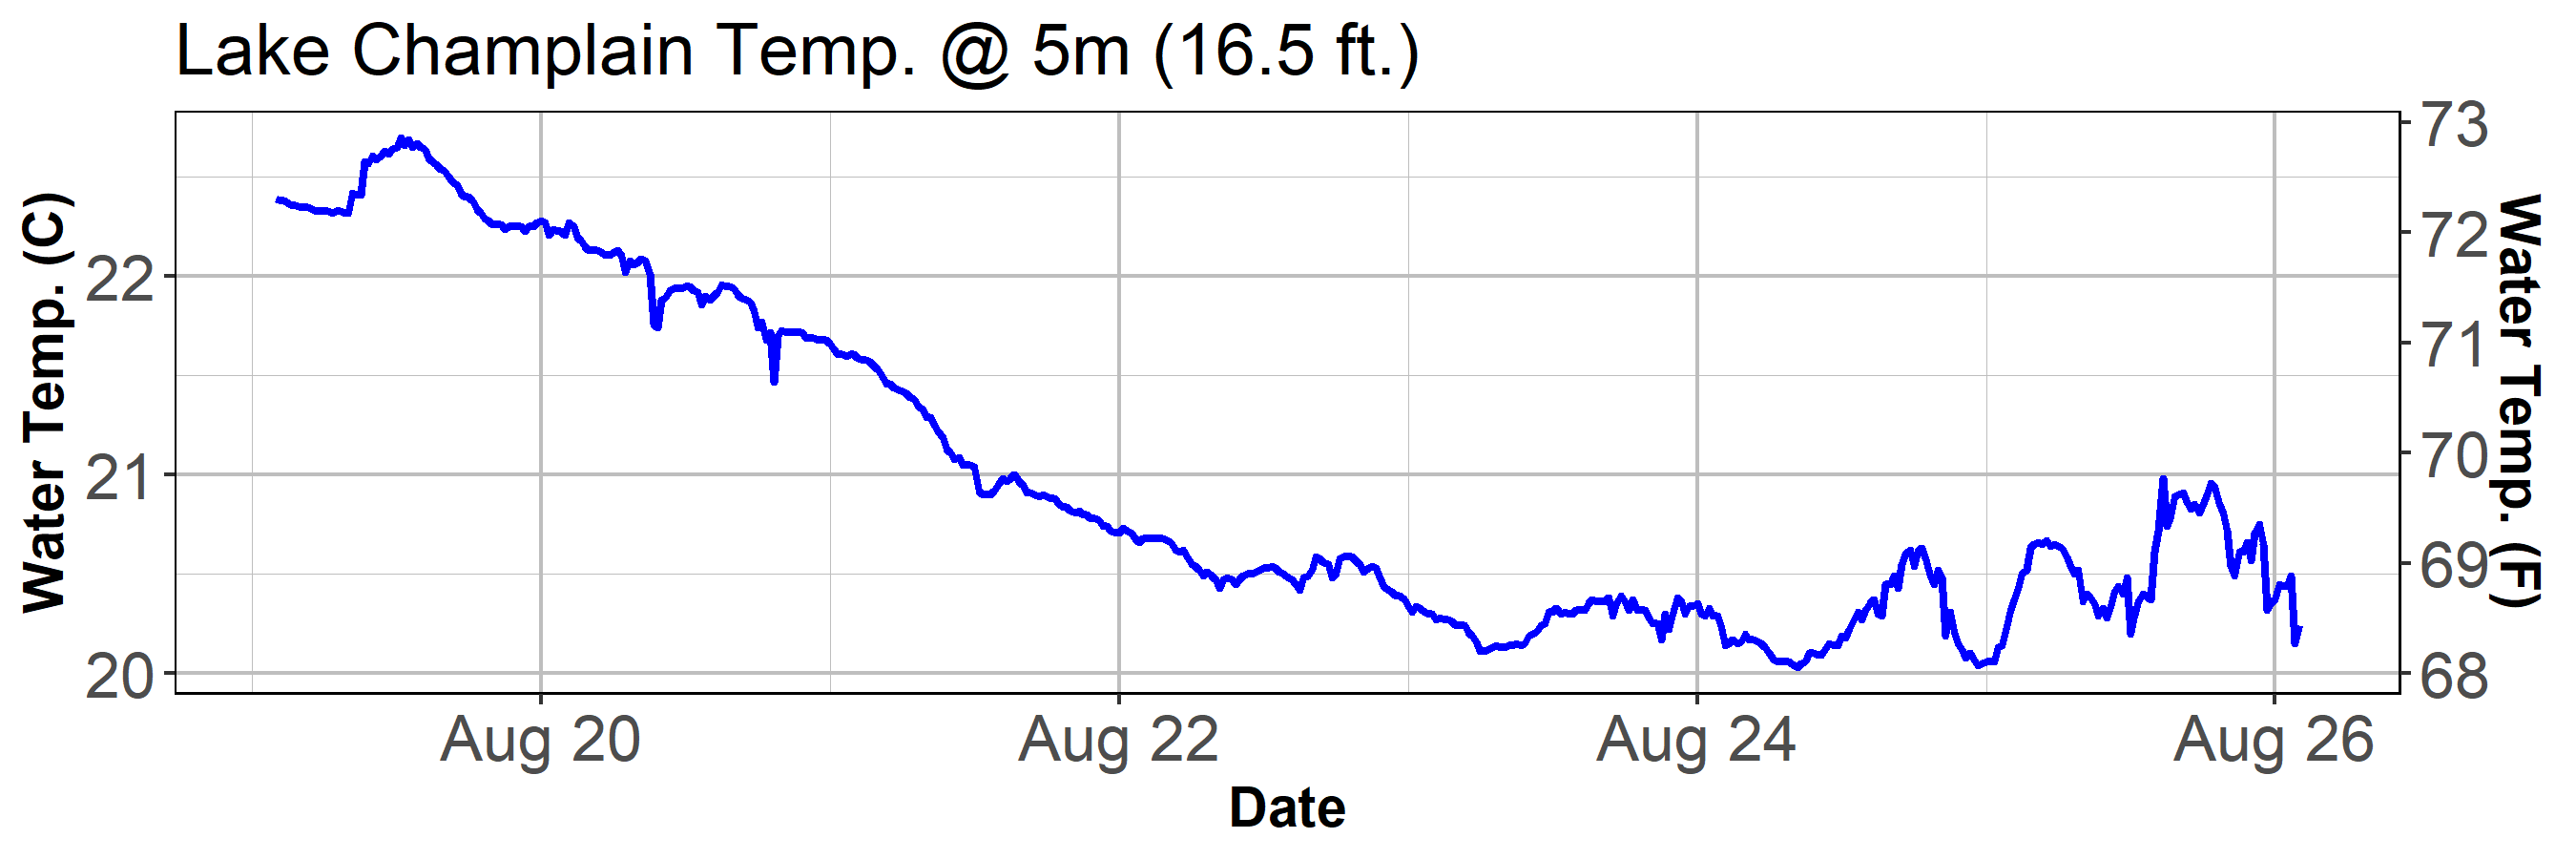 Lake Champlain Temp. @ 5m (16.5 ft.)
Water Temp. (C)
22
21
20
73
72
71
70
69
68
Water Temp. (F)
Aug 20 Aug 22 Aug 24 Aug 26
Date